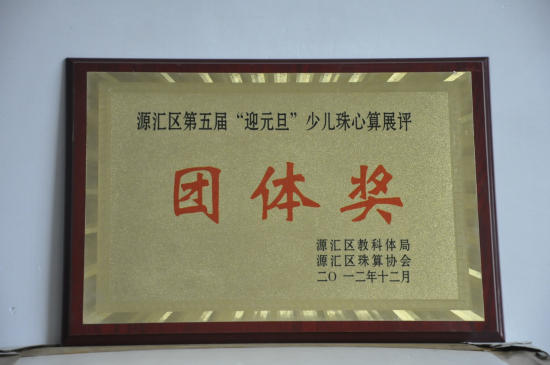 源汇区第五届“迎元旦”少儿珠心算展评
团体奖
源汇区教科体局
源汇区珠算协会
二〇一二年十二月